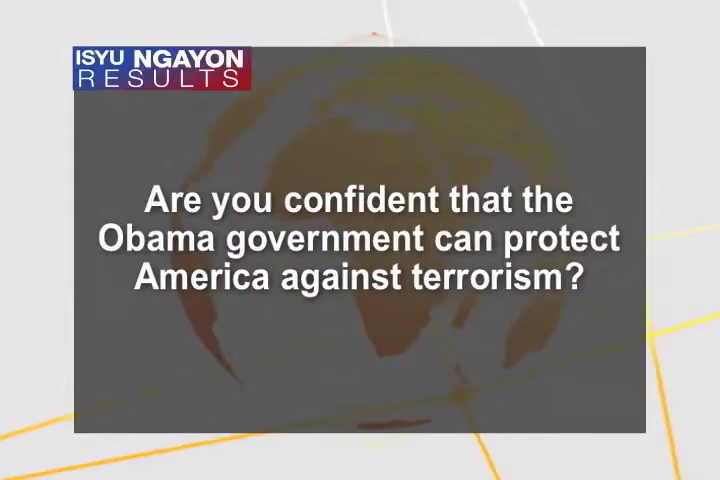 ISYU NGAYON
RESULTS
Are you confident that the
Obama government can protect
America against terrorism?